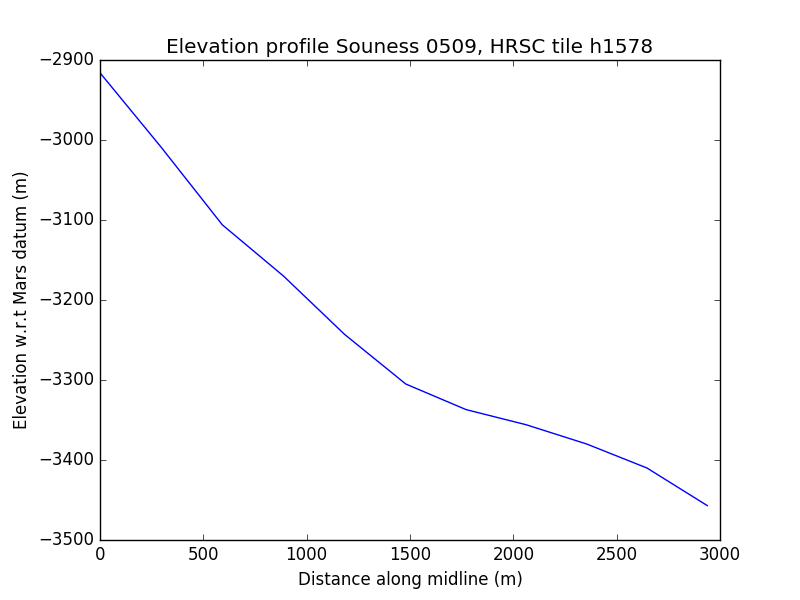 Elevation profile Souness 0509, HRSC tile h1578
−2900
−3000
−3100
−3200
−3300
−3400
−3500
Elevation w.r.t Mars datum (m)
0 500 1000 1500 2000 2500 3000
Distance along midline (m)